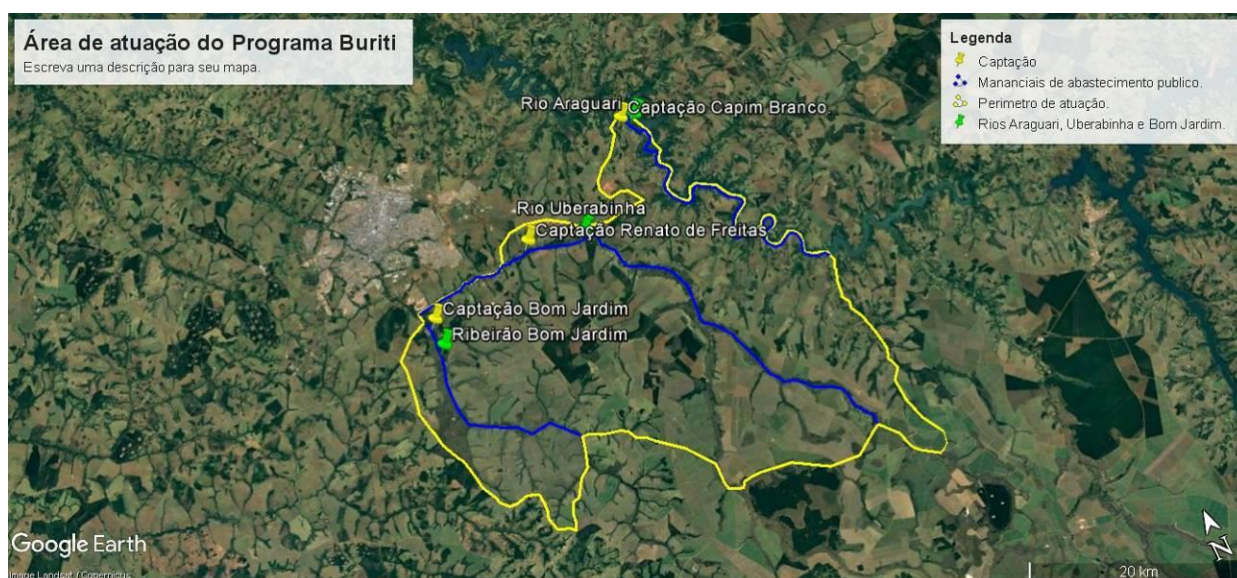 Área de atuação do Programa Buriti
Escreva uma descrição para seu mapa.
Legenda
Captação
Mananciais de abastecimento publico.
Perimetro de atuação.
Rios Araguari, Uberabinha e Bom Jardim.
Rio Araguari
Captação Capim Branco.
Rio Uberabinha
Captação Renato de Freitas
Captação Bom Jardim
Ribeirão Bom Jardim
Google Earth
Image Landsat / Copernicus
N
20 km